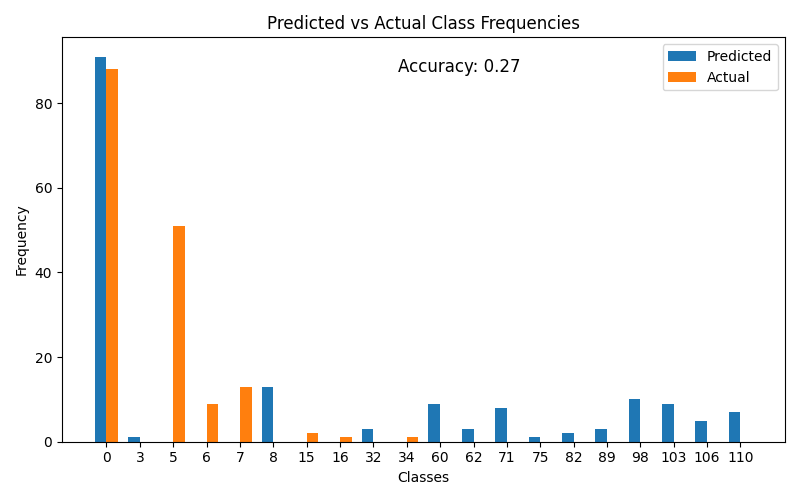 Predicted vs Actual Class Frequencies
Accuracy: 0.27
Predicted
Actual
Frequency
80
60
40
20
0
0 3 5 6 7 8 15 16 32 34 60 62 71 75 82 89 98 103 106 110
Classes